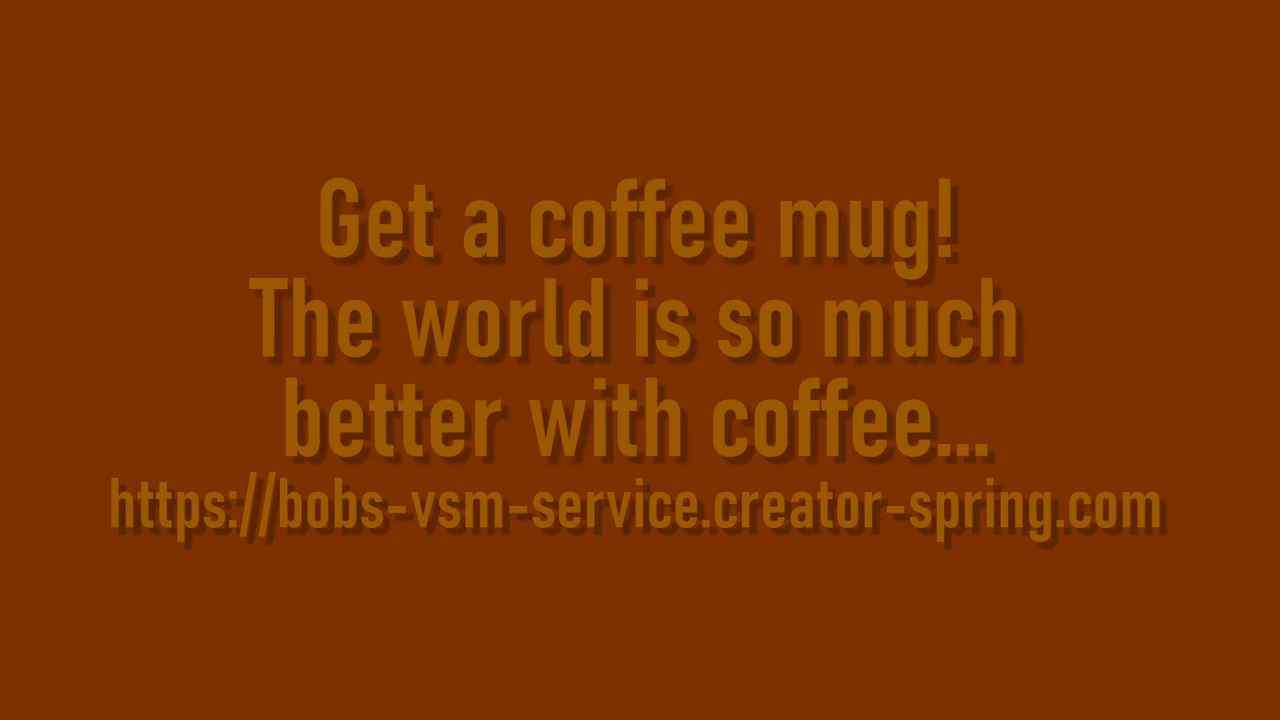 Get a coffee mug!
The world is so much
better with coffee...
https://bobs-vsm-service.creator-spring.com